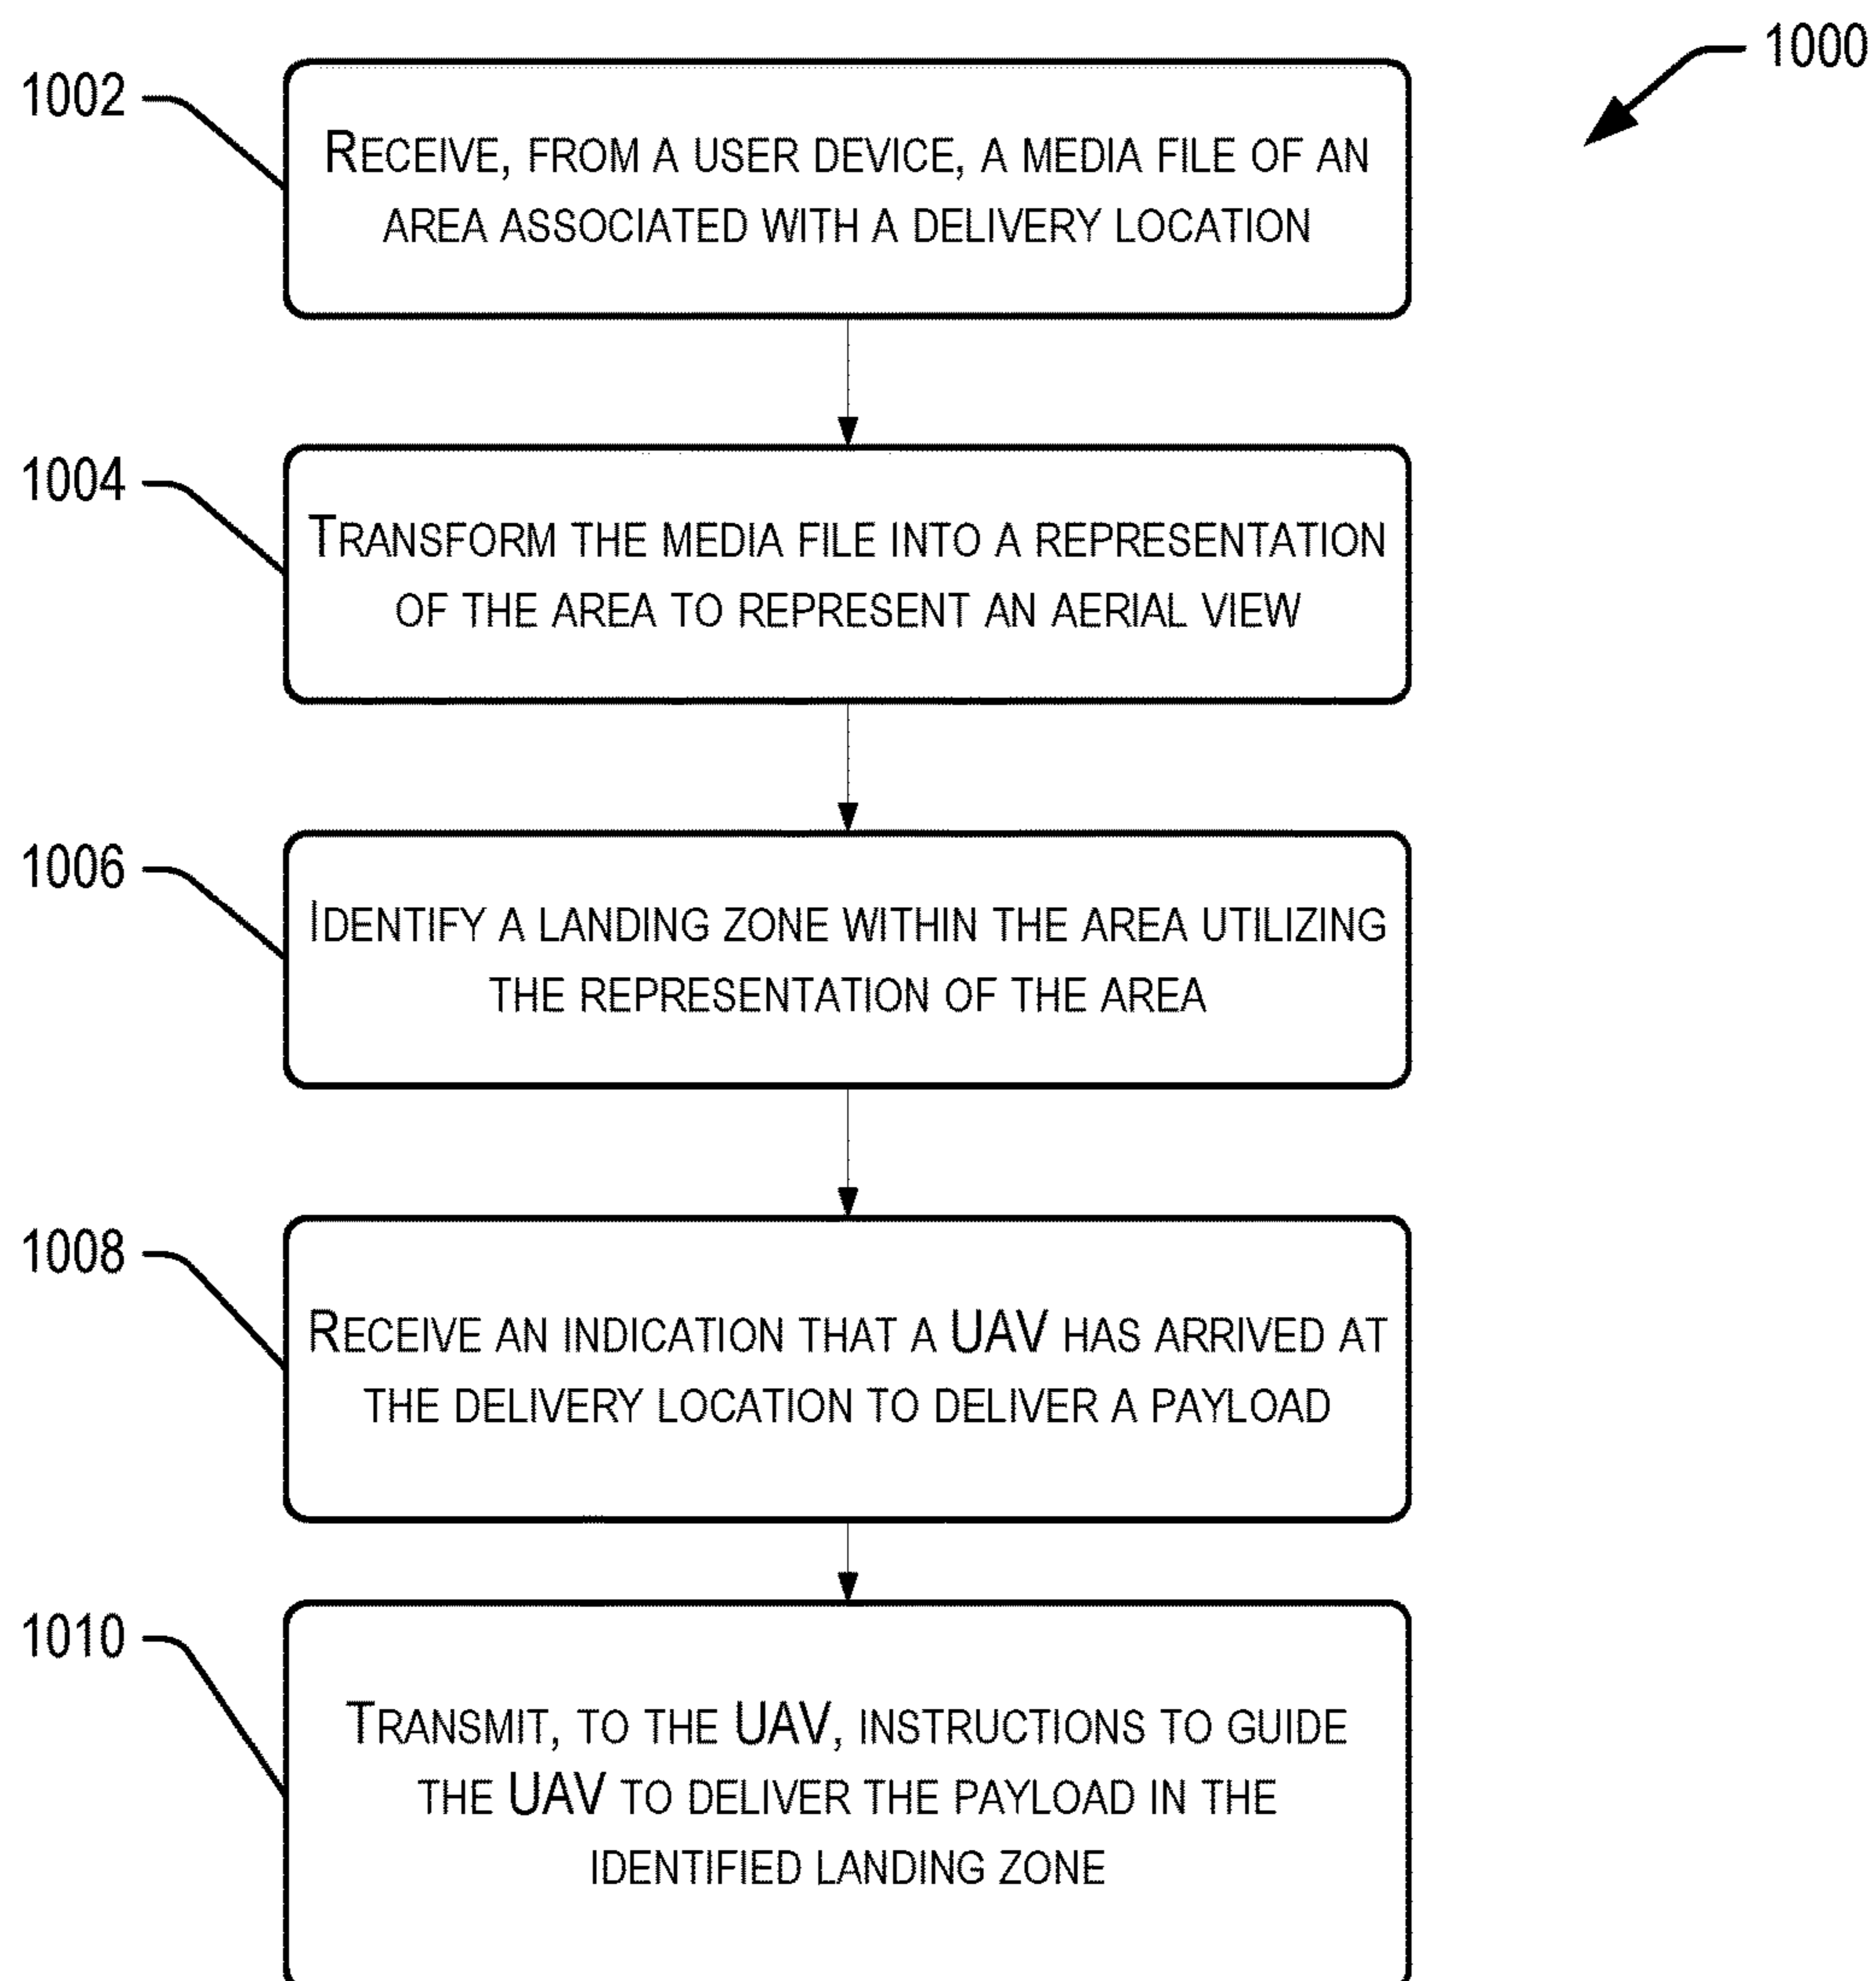 1000
1002
RECEIVE, FROM A USER DEVICE, A MEDIA FILE OF AN
AREA ASSOCIATED WITH A DELIVERY LOCATION
1004
TRANSFORM THE MEDIA FILE INTO A REPRESENTATION
OF THE AREA TO REPRESENT AN AERIAL VIEW
1006
IDENTIFY A LANDING ZONE WITHIN THE AREA UTILIZING
THE REPRESENTATION OF THE AREA
1008
RECEIVE AN INDICATION THAT A UAV HAS ARRIVED AT
THE DELIVERY LOCATION TO DELIVER A PAYLOAD
1010
TRANSMIT, TO THE UAV, INSTRUCTIONS TO GUIDE
THE UAV TO DELIVER THE PAYLOAD IN THE
IDENTIFIED LANDING ZONE